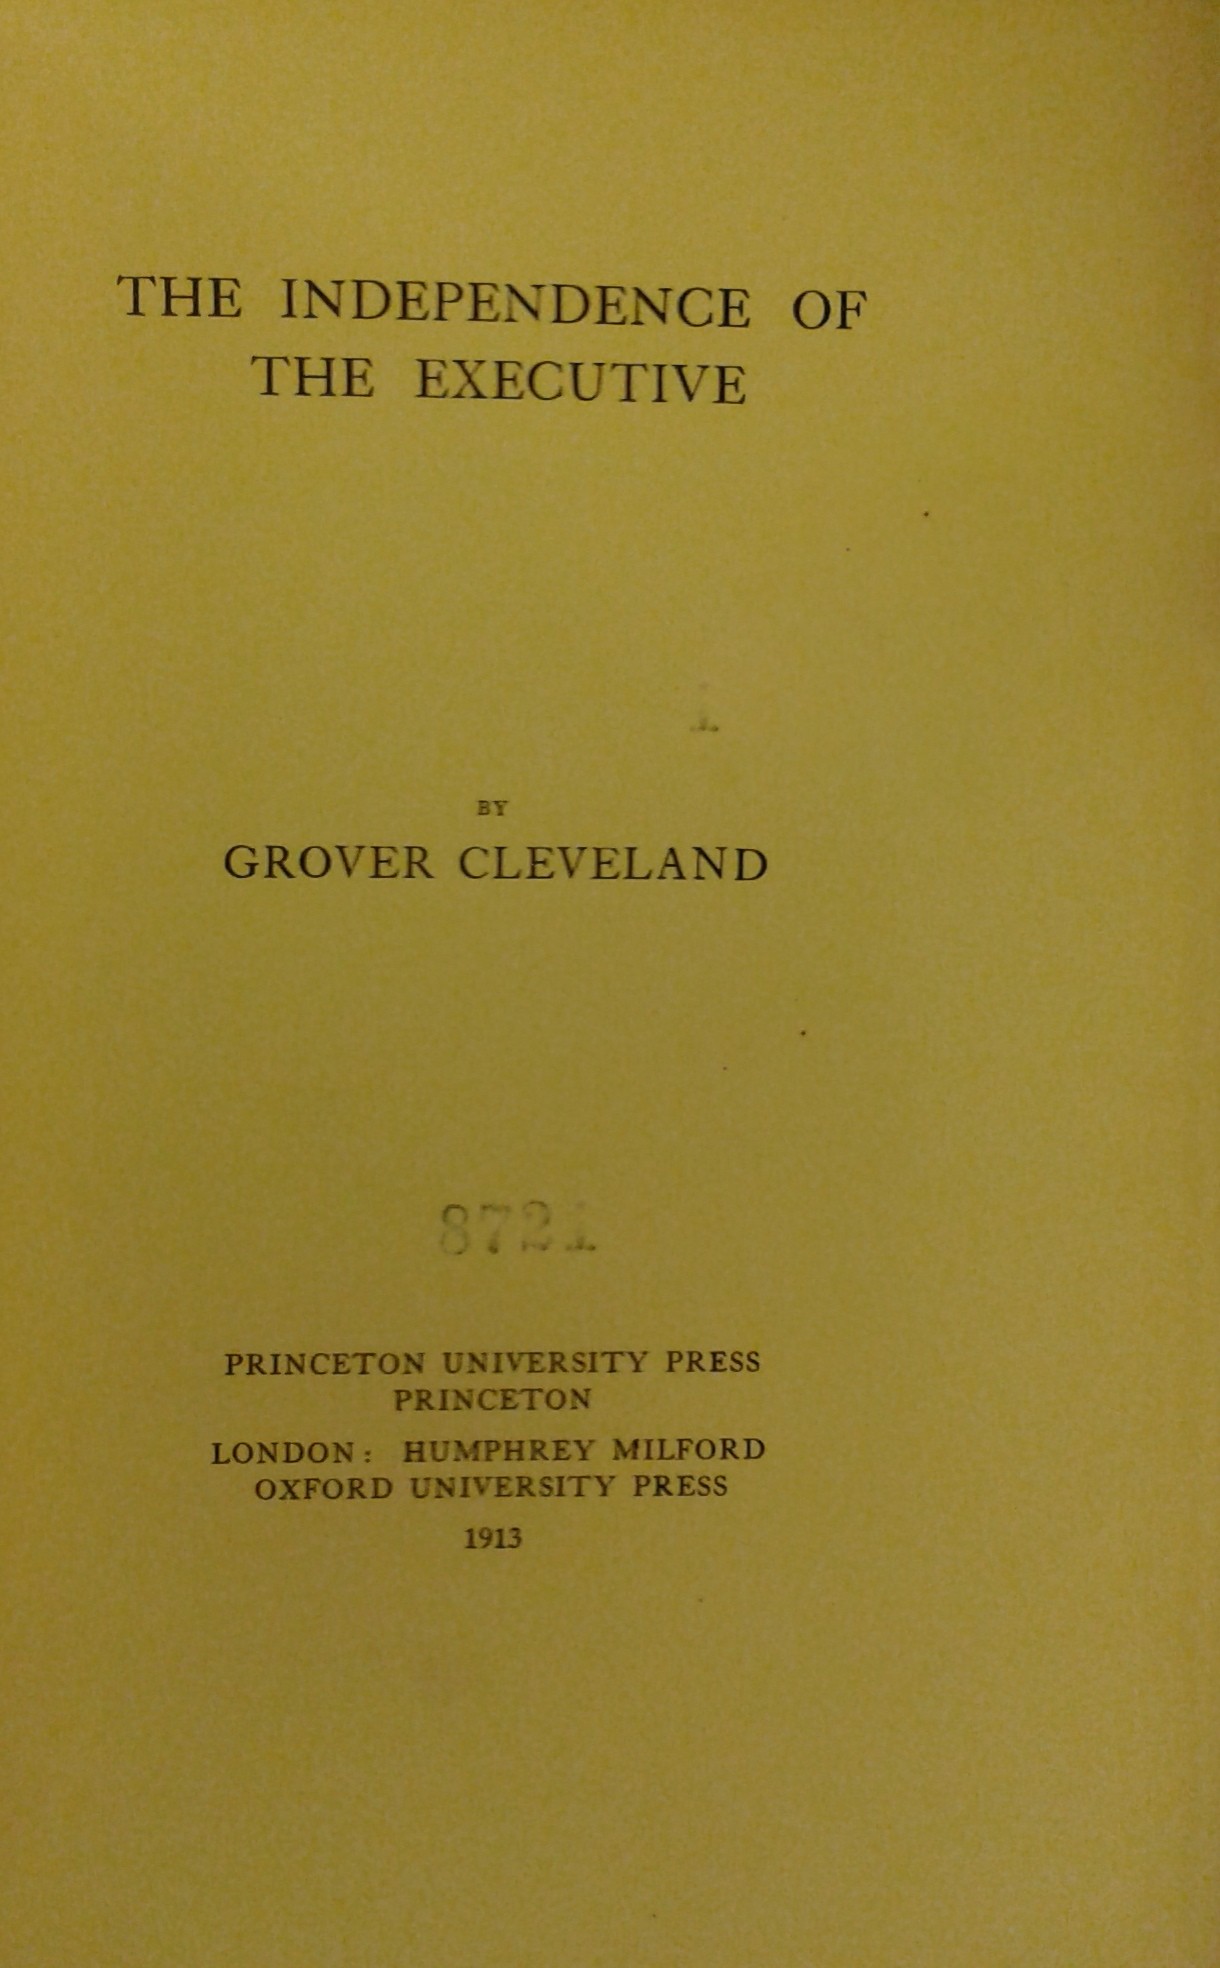 THE INDEPENDENCE OF
THE EXECUTIVE
BY
GROVER CLEVELAND
8721
PRINCETON UNIVERSITY PRESS
PRINCETON
LONDON: HUMPHREY MILFORD
OXFORD UNIVERSITY PRESS
1913